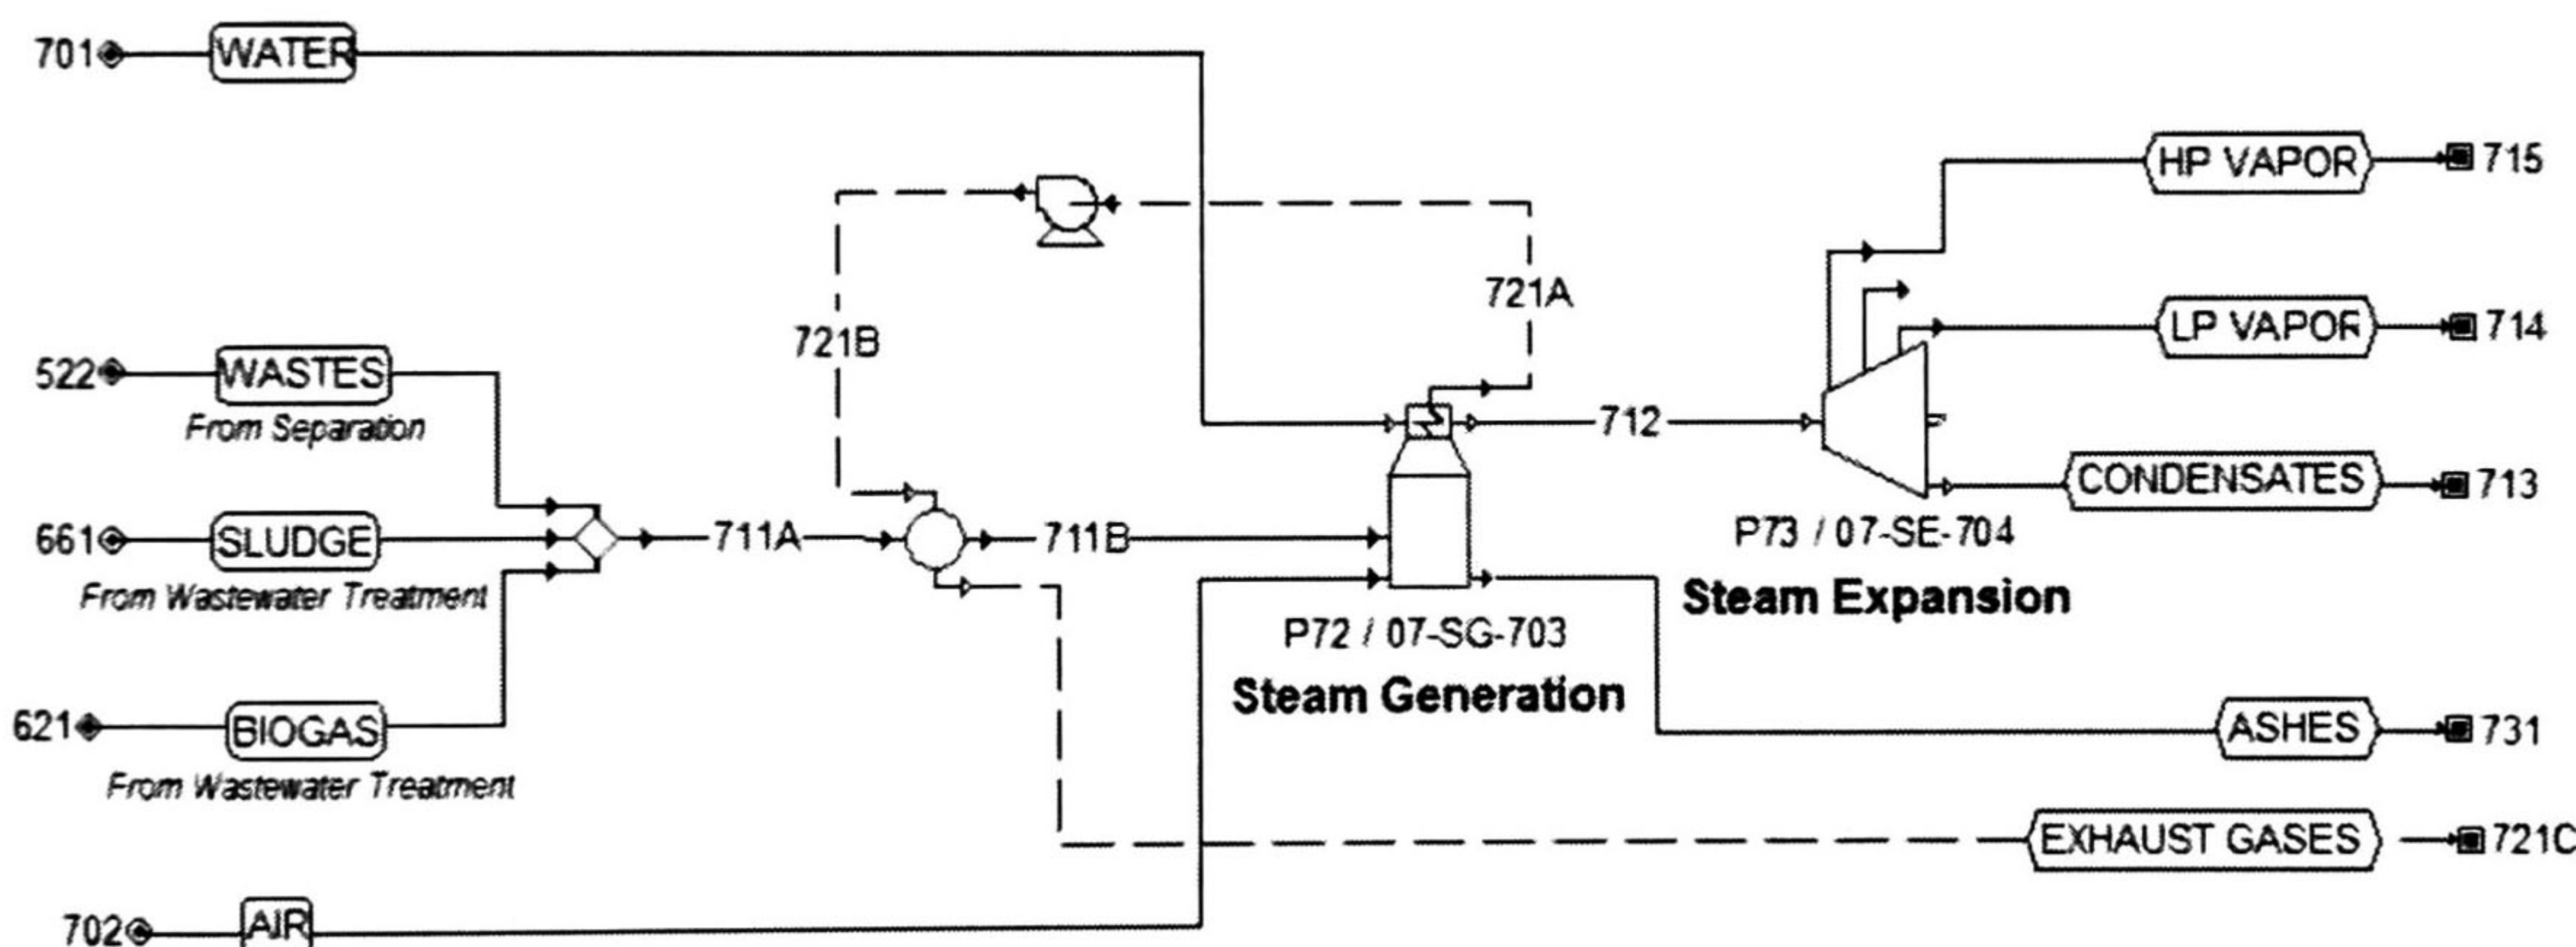 701 WATER
HP VAPOR 715
721A
LP VAPOR 714
721B
522 WASTES
From Separation
712
CONDENSATES 713
P73 / 07-SE-704
Steam Expansion
661 SLUDGE
711A 711B
From Wastewater Treatment
P72 / 07-SG-703
Steam Generation
621 BIOGAS
From Wastewater Treatment
ASHES 731
EXHAUST GASES 721C
702 AIR